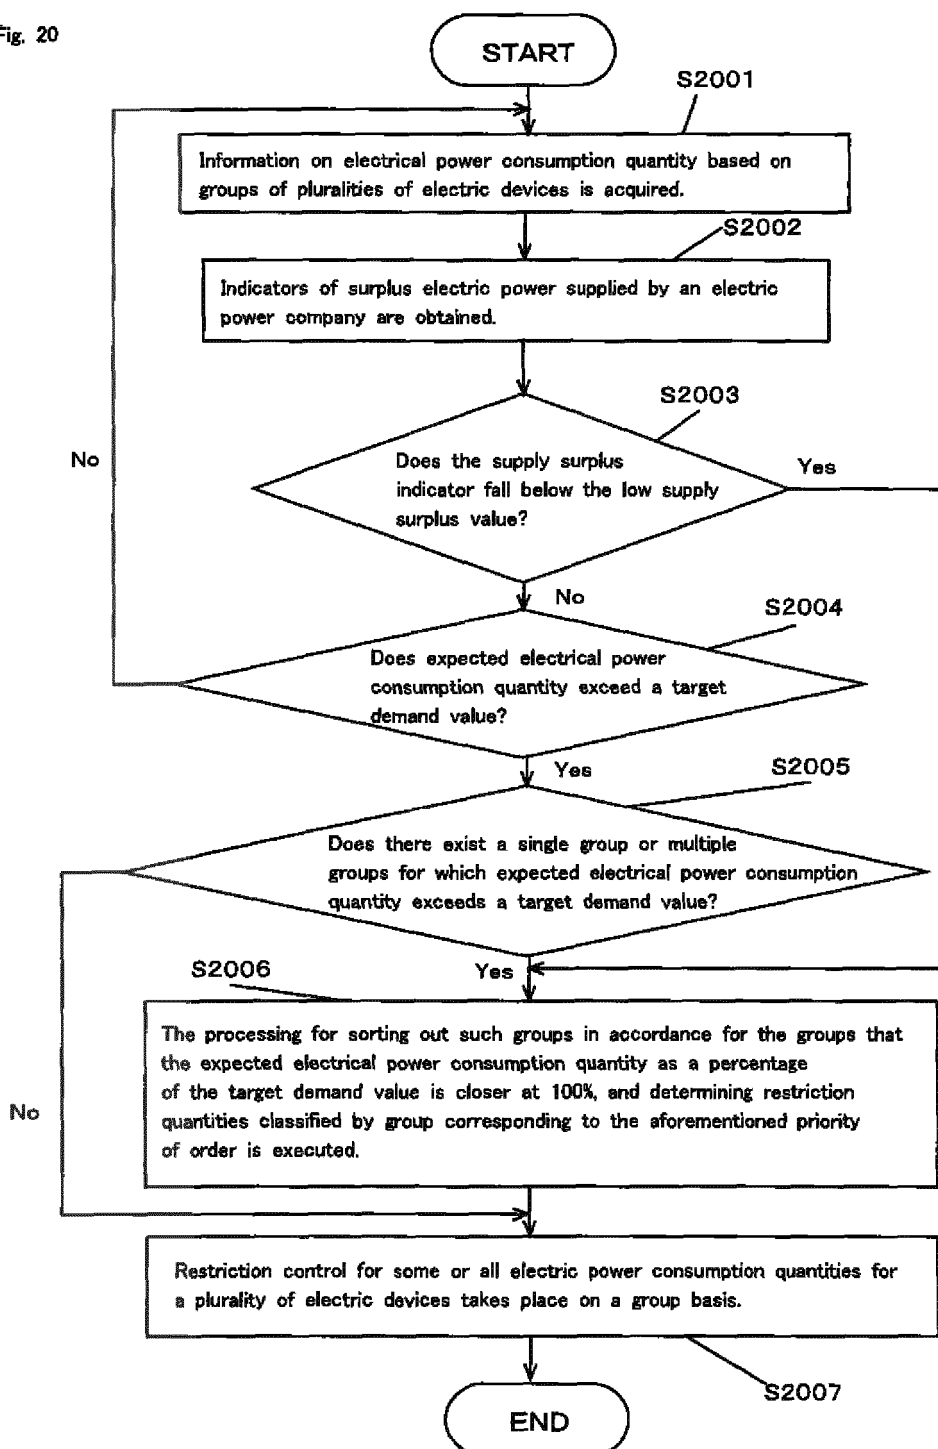 Fig. 20
START
S2001
Information on electrical power consumption quantity based on
groups of pluralities of electric devices is acquired.
S2002
Indicators of surplus electric power supplied by an electric
power company are obtained.
S2003
Does the supply surplus
indicator fall below the low supply
surplus value?
No
Yes
No
S2004
Does expected electrical power
consumption quantity exceed a target
demand value?
Yes
S2005
Does there exist a single group or multiple
groups for which expected electrical power consumption
quantity exceeds a target demand value?
Yes
S2006
The processing for sorting out such groups in accordance for the groups that
the expected electrical power consumption quantity as a percentage
of the target demand value is closer at 100%, and determining restriction
quantities classified by group corresponding to the aforementioned priority
of order is executed.
No
Restriction control for some or all electric power consumption quantities for
a plurality of electric devices takes place on a group basis.
S2007
END